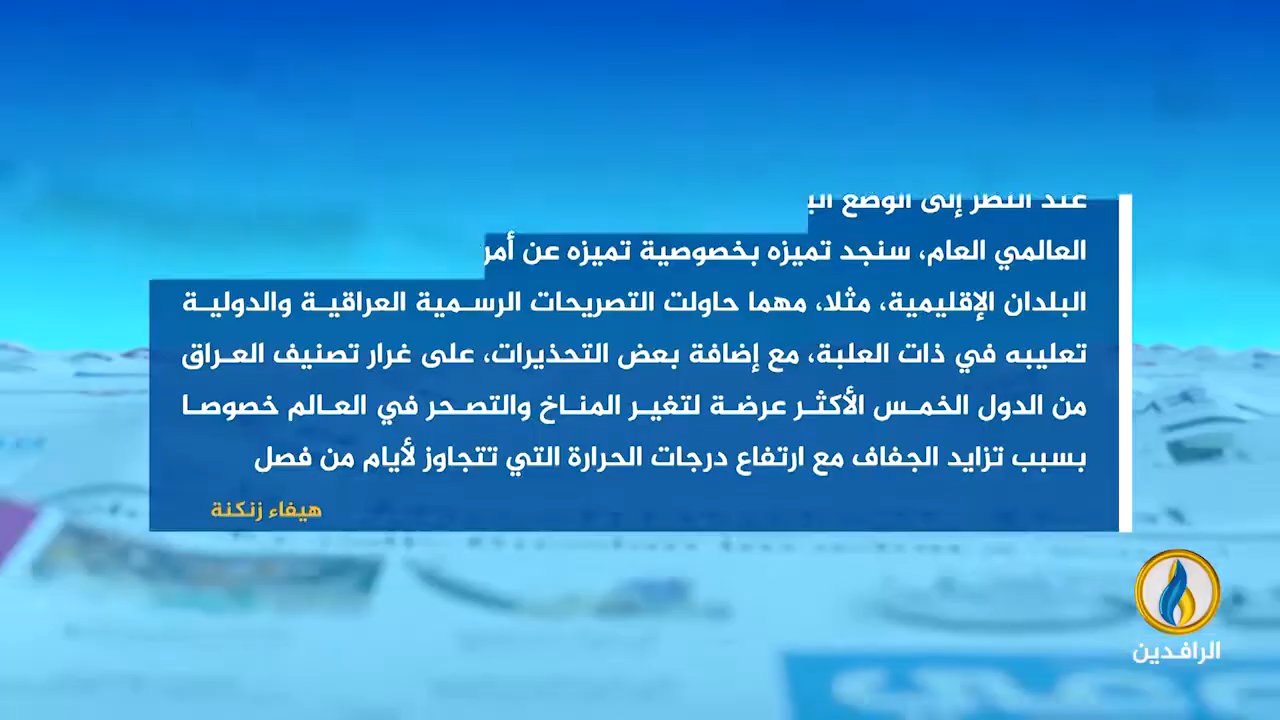 عند النظر إلى الوضع
العالمي العام، سنجد تميزه بخصوصية تميزه عن
البلدان الإقليمية، مثلا، مهما حاولت التصريحات الرسمية العراقية والدولية
تعليبه في ذات العلبة، مع إضافة بعض التحذيرات، على غرار تصنيف العراق
من الدول الخمس الأكثر عرضة لتغير المناخ والتصحر في العالم خصوصا
بسبب تزايد الجفاف مع ارتفاع درجات الحرارة التي تتجاوز لأيام من فصل
هيفاء زنكنة
الرافدين